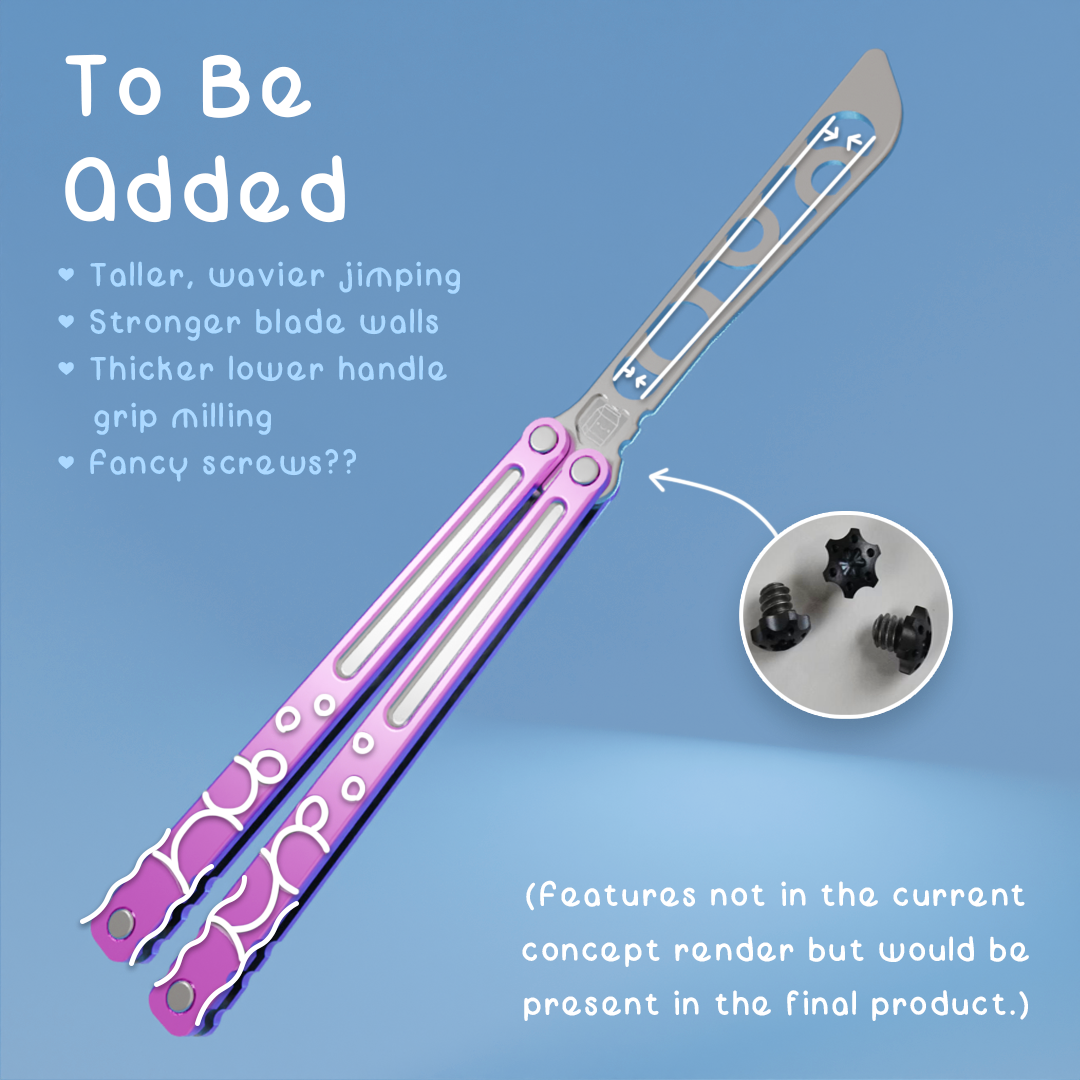 To Be
Added
♥ Taller, wavier jimping
♥ Stronger blade walls
♥ Thicker lower handle
grip milling
♥ Fancy screws??
(Features not in the current
concept render but would be
present in the final product.)